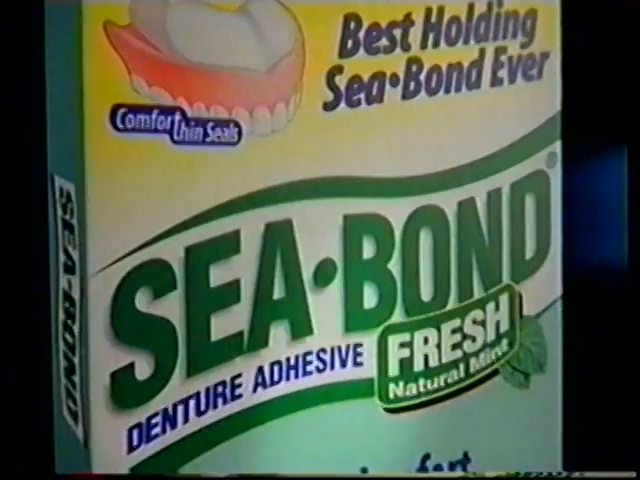 Best Holding
Sea•Bond Ever
Comfort
thin Seals
SEA•BOND®
SEA-BOND
DENTURE ADHESIVE
FRESH
Natural Mint